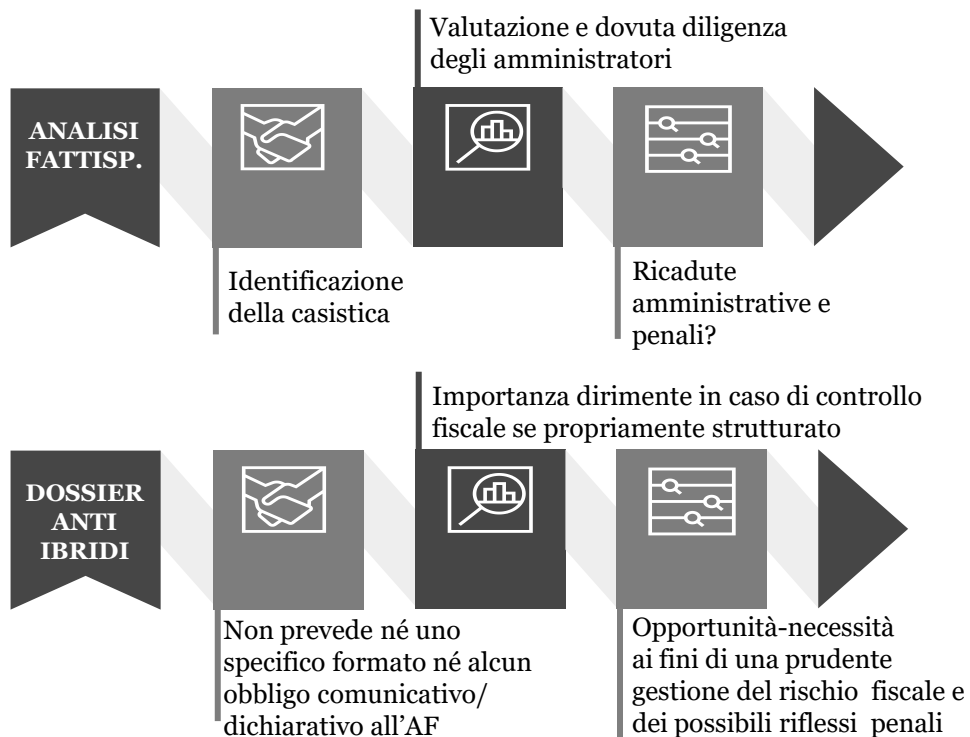 Valutazione e dovuta diligenza
degli amministratori
ANALISI
FATTISP.
Identificazione
della casistica
Ricadute
amministrative e
penali?
Importanza dirimente in caso di controllo
fiscale se propriamente strutturato
DOSSIER
ANTI
IBRIDI
Non prevede né uno
specifico formato né alcun
obbligo comunicativo/
dichiarativo all'AF
Opportunità-necessità
ai fini di una prudente
gestione del rischio fiscale e
dei possibili riflessi penali